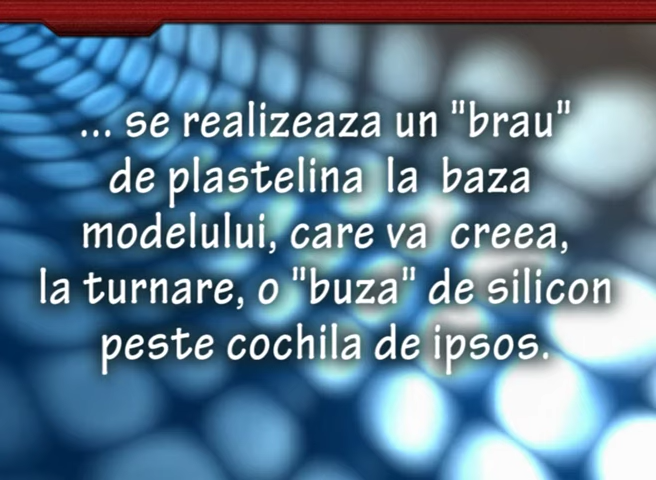 ... se realizeaza un "brau"
de plastelina la baza
modelului, care va creea,
la turnare, o "buza" de silicon
peste cochila de ipsos.